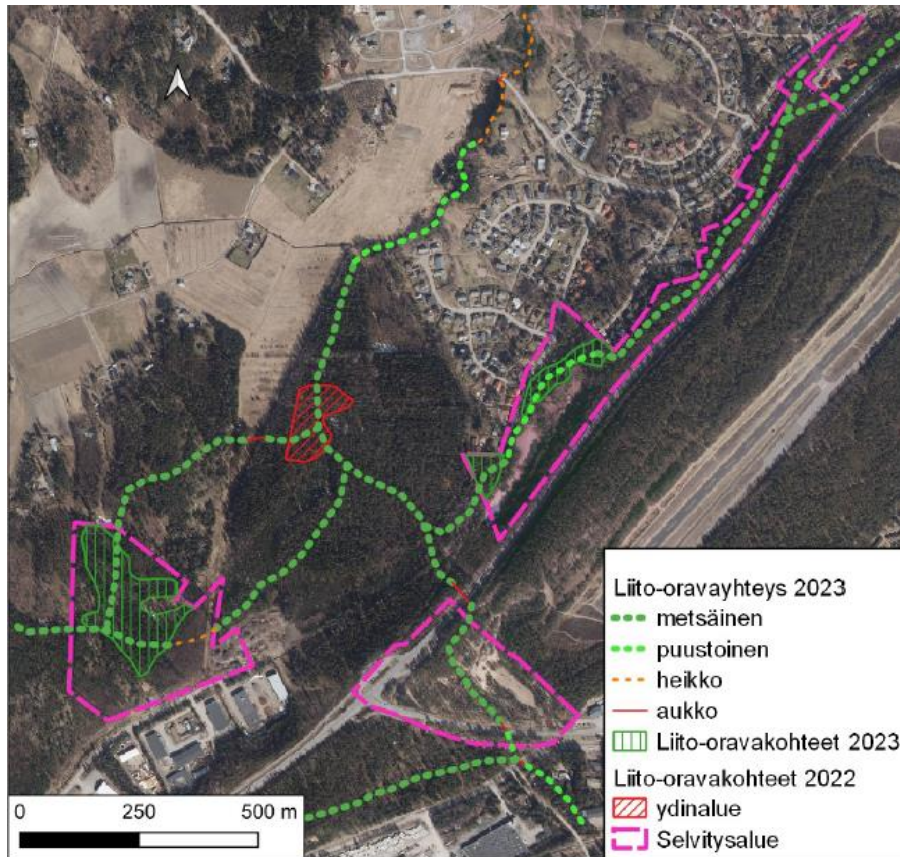 Liito-oravayhteys 2023
metsäinen
puustoinen
heikko
aukko
Liito-oravakohteet 2023
Liito-oravakohteet 2022
ydinalue
Selvitysalue
0 250 500 m